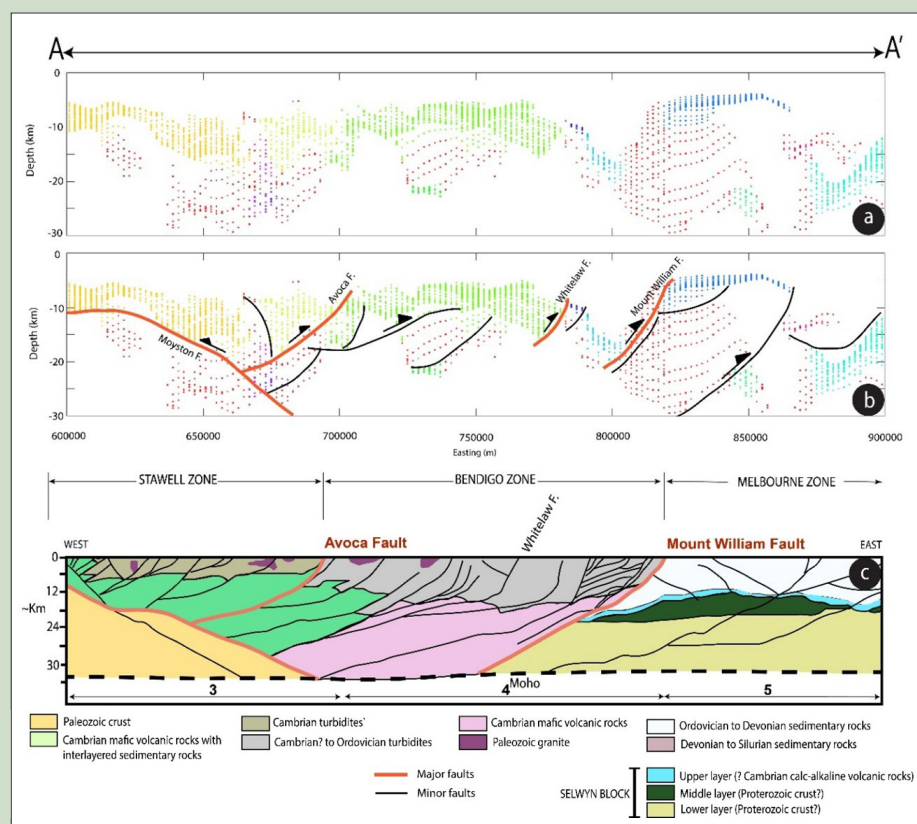 A A'
0
-10
-20
-30
Depth (km)
a
0
-10
-20
-30
Depth (km)
Moyston F.
Avoca F.
Whitelaw F.
Mount William F.
b
600000 650000 700000 750000 800000 850000 900000
Easting (m)
STAWELL ZONE BENDIGO ZONE MELBOURNE ZONE
Whitelaw F.
WEST Avoca Fault Mount William Fault EAST
0
12
~Km
24
30
c
Moho
3 4 5
Paleozoic crust
Cambrian mafic volcanic rocks with
interlayered sedimentary rocks
Cambrian turbidites`
Cambrian? to Ordovician turbidites
Cambrian mafic volcanic rocks
Paleozoic granite
Ordovician to Devonian sedimentary rocks
Devonian to Silurian sedimentary rocks
Major faults
Minor faults
SELWYN BLOCK
Upper layer (? Cambrian calc-alkaline volcanic rocks)
Middle layer (Proterozoic crust?)
Lower layer (Proterozoic crust?)